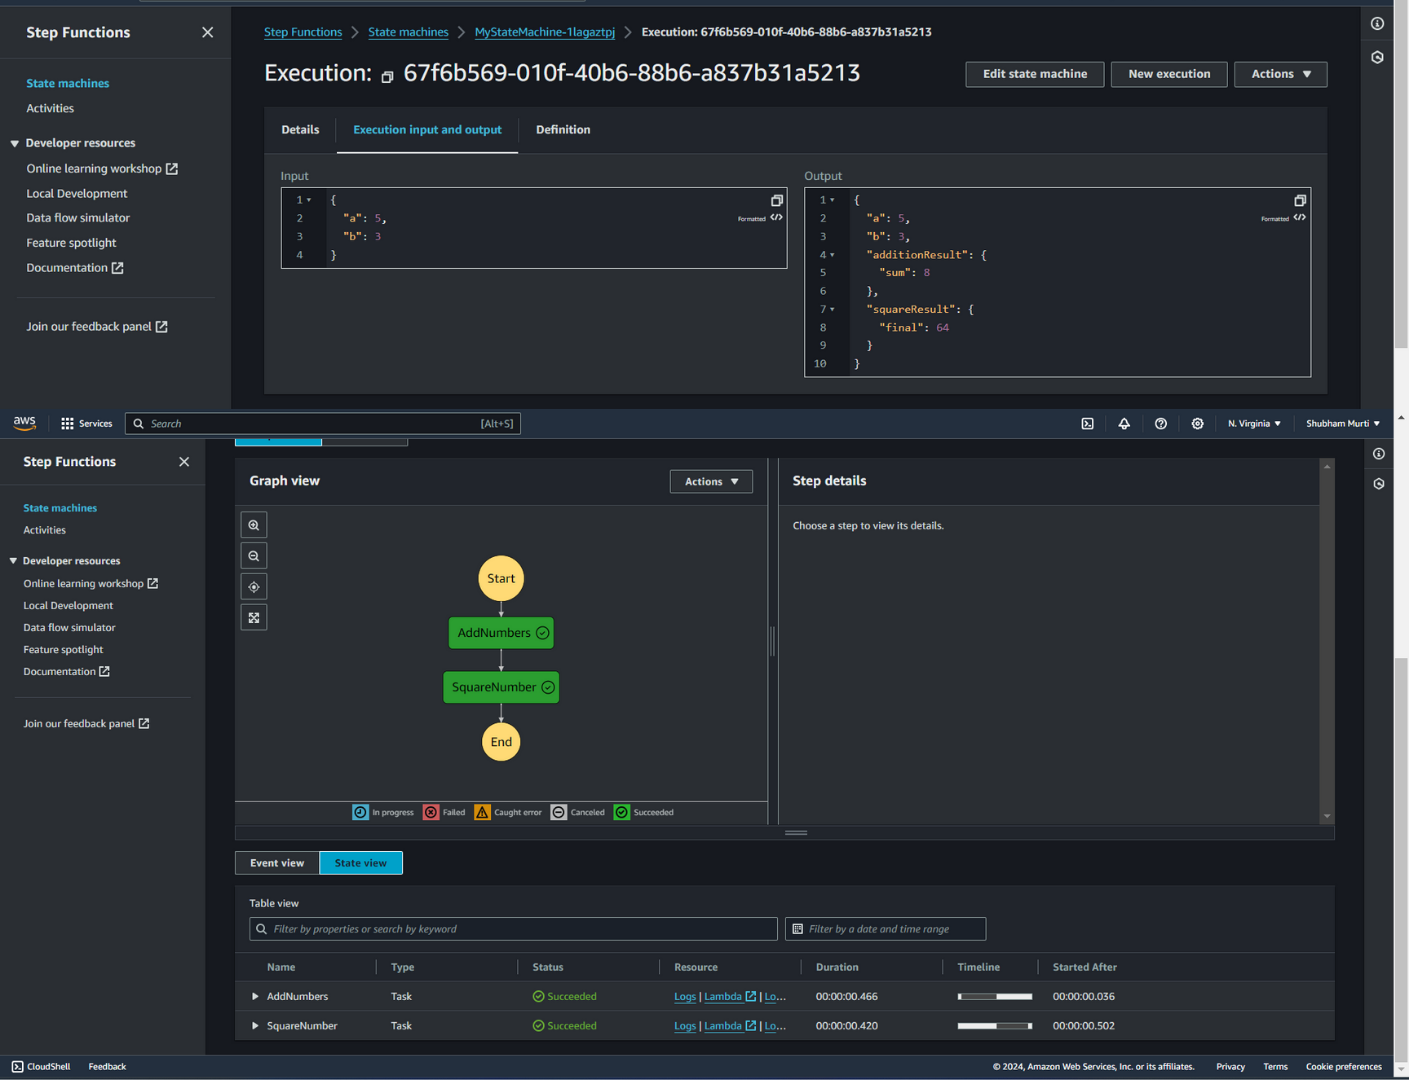 Step Functions
State machines
Activities
Developer resources
Online learning workshop
Local Development
Data flow simulator
Feature spotlight
Documentation
Join our feedback panel
Step Functions State machines MyStateMachine-1lagaztpj Execution: 67f6b569-010f-40b6-88b6-a837b31a5213
Execution: 67f6b569-010f-40b6-88b6-a837b31a5213
Edit state machine New execution Actions
Details Execution input and output Definition
Input
1 {
2 "a": 5,
3 "b": 3
4 }
Formatted
Output
1 {
2 "a": 5,
3 "b": 3,
4 "additionResult": {
5 "sum": 8
6 },
7 "squareResult": {
8 "final": 64
9 }
10 }
Formatted
aws Services Search [Alt+S] N. Virginia Shubham Murti
Step Functions
State machines
Activities
Developer resources
Online learning workshop
Local Development
Data flow simulator
Feature spotlight
Documentation
Join our feedback panel
Graph view Actions
Start
AddNumbers
SquareNumber
End
In progress Failed Caught error Canceled Succeeded
Step details
Choose a step to view its details.
Event view State view
Table view
Filter by properties or search by keyword Filter by a date and time range
Name Type Status Resource Duration Timeline Started After
AddNumbers Task Succeeded Logs | Lambda | Lo... 00:00:00.466 00:00:00.036
SquareNumber Task Succeeded Logs | Lambda | Lo... 00:00:00.420 00:00:00.502
CloudShell Feedback © 2024, Amazon Web Services, Inc. or its affiliates. Privacy Terms Cookie preferences